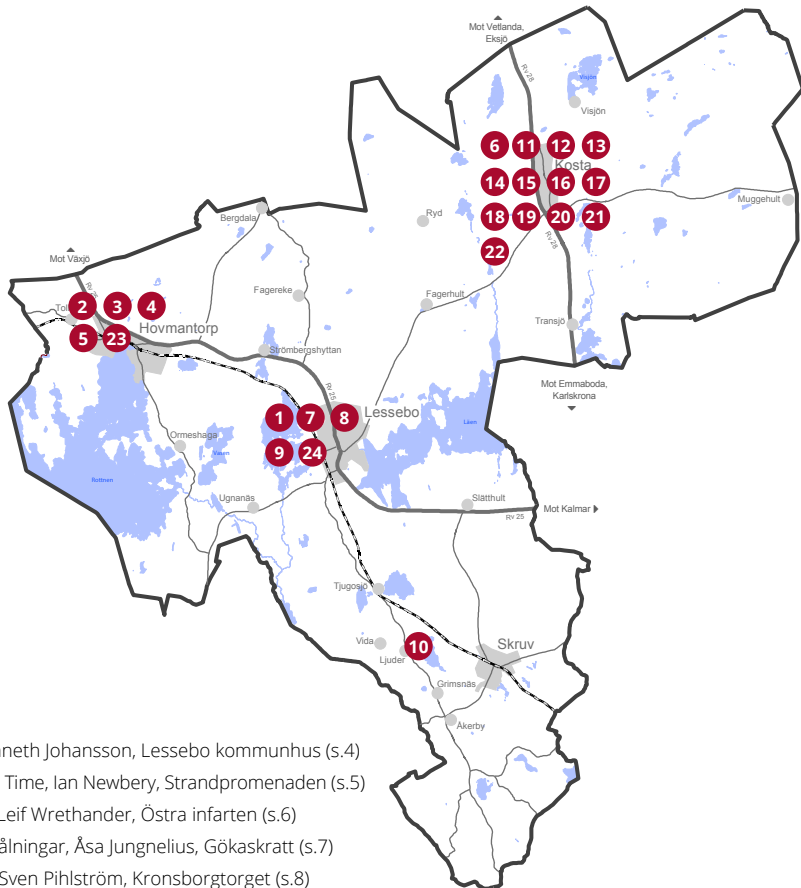 Mot Vetlanda,
Eksjö
Rv 28
Visjön
Visjön
6 11 12 13
Kosta
14 15 16 17
Muggehult
18 19 20 21
Ryd
Bergdala
Rv 28
22
Mot Växjö
Fagereke
Fagerhult
2 3 4
Transjö
Hovmantorp
5 23
Strömbergshyttan
Mot Emmaboda,
Karlskrona
Rv 25
1 7 8
Lessebo
Läen
Ormeshaga
Vasen
9 24
Rottnen
Ugnanäs
Slätthult
Rv 25
Mot Kalmar
Tjugosjö
Vida
10
Skruv
Ljuder
Grimsnäs
Åkerby
neth Johansson, Lessebo kommunhus (s.4)
Time, Ian Newbery, Strandpromenaden (s.5)
Leif Wrethander, Östra infarten (s.6)
ålningar, Åsa Jungnelius, Gökaskratt (s.7)
Sven Pihlström, Kronsborgtorget (s.8)